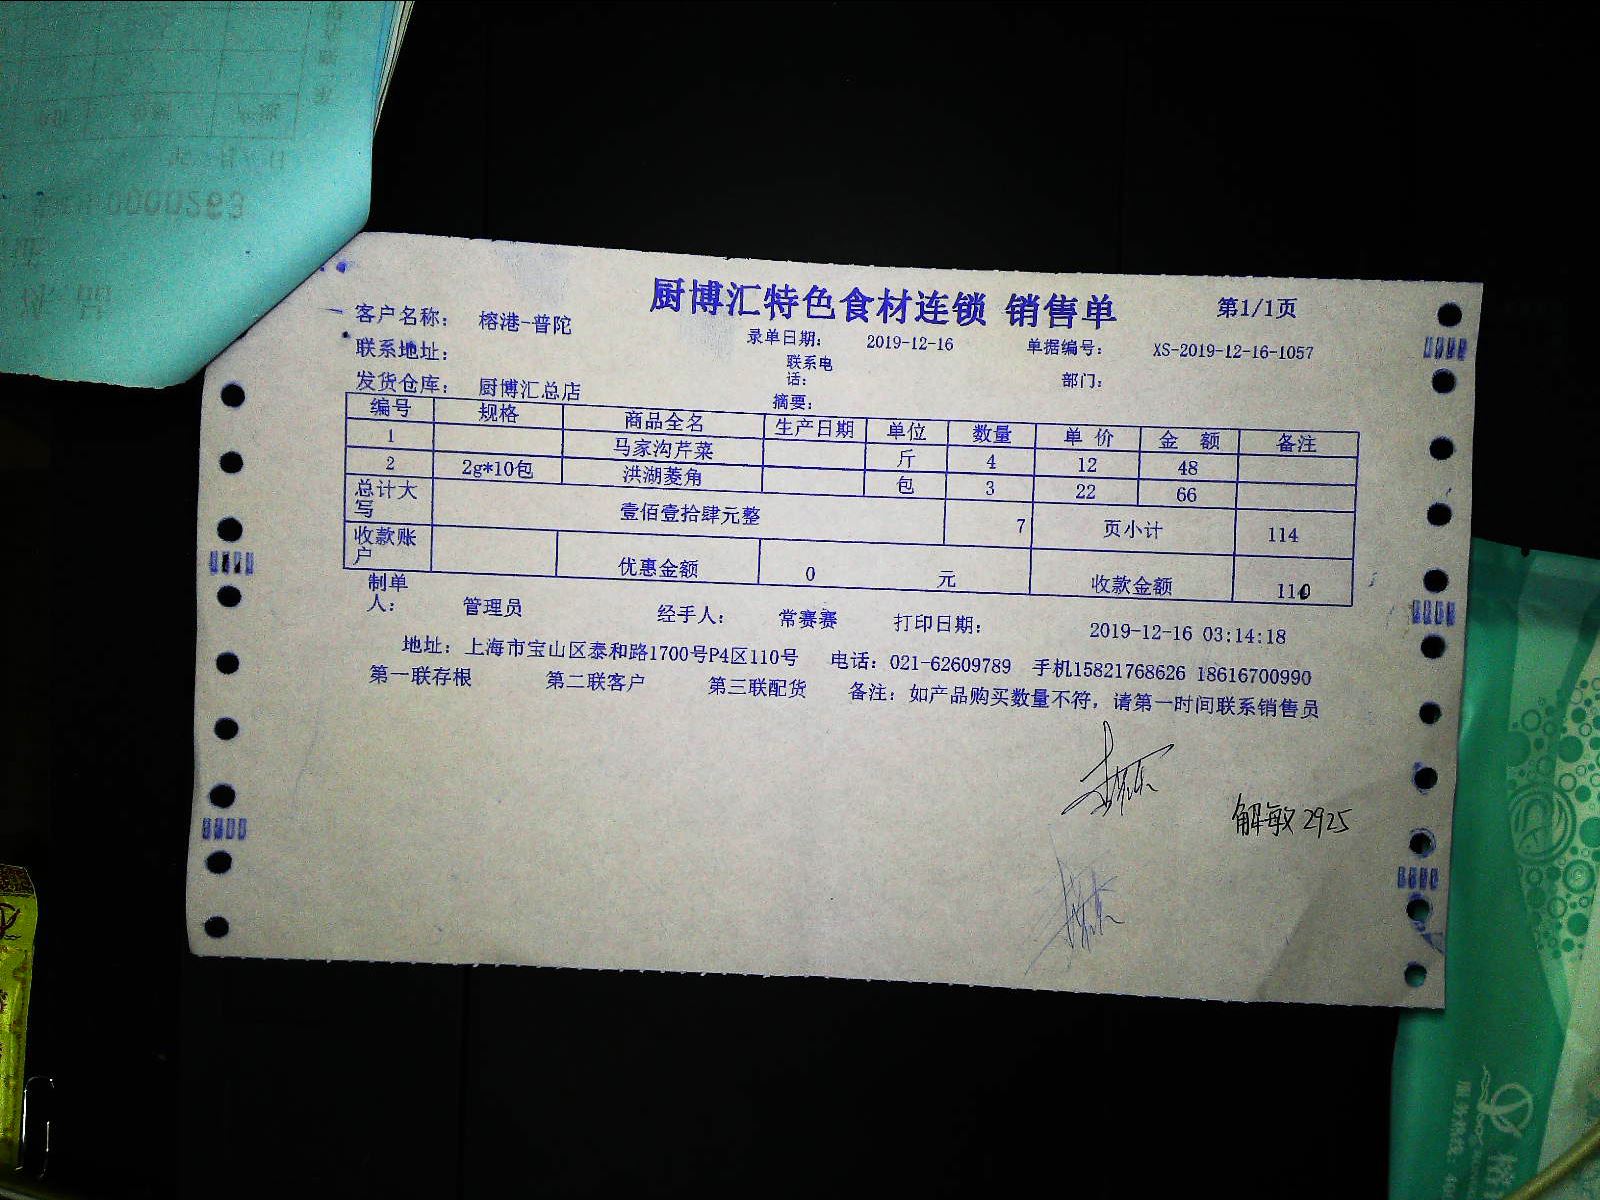 0000263
厨博汇特色食材连锁 销售单 第1/1页
客户名称: 榕港-普陀 录单日期: 2019-12-16 单据编号: XS-2019-12-16-1057
联系地址: 联系电话: 部门:
发货仓库: 厨博汇总店 摘要:
编号 规格 商品全名 生产日期 单位 数量 单价 金额 备注
1 马家沟芹菜 斤 4 12 48
2 2g*10包 洪湖菱角 包 3 22 66
总计大写 壹佰壹拾肆元整 7 页小计 114
收款账户 优惠金额 0 元 收款金额 110
制单人: 管理员 经手人: 常赛赛 打印日期: 2019-12-16 03:14:18
地址: 上海市宝山区泰和路1700号P4区110号 电话: 021-62609789 手机15821768626 18616700990
第一联存根 第二联客户 第三联配货 备注: 如产品购买数量不符, 请第一时间联系销售员
解敏 2925